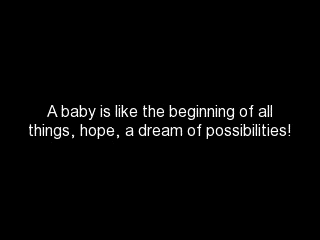 A baby is like the beginning of all
things, hope, a dream of possibilities!